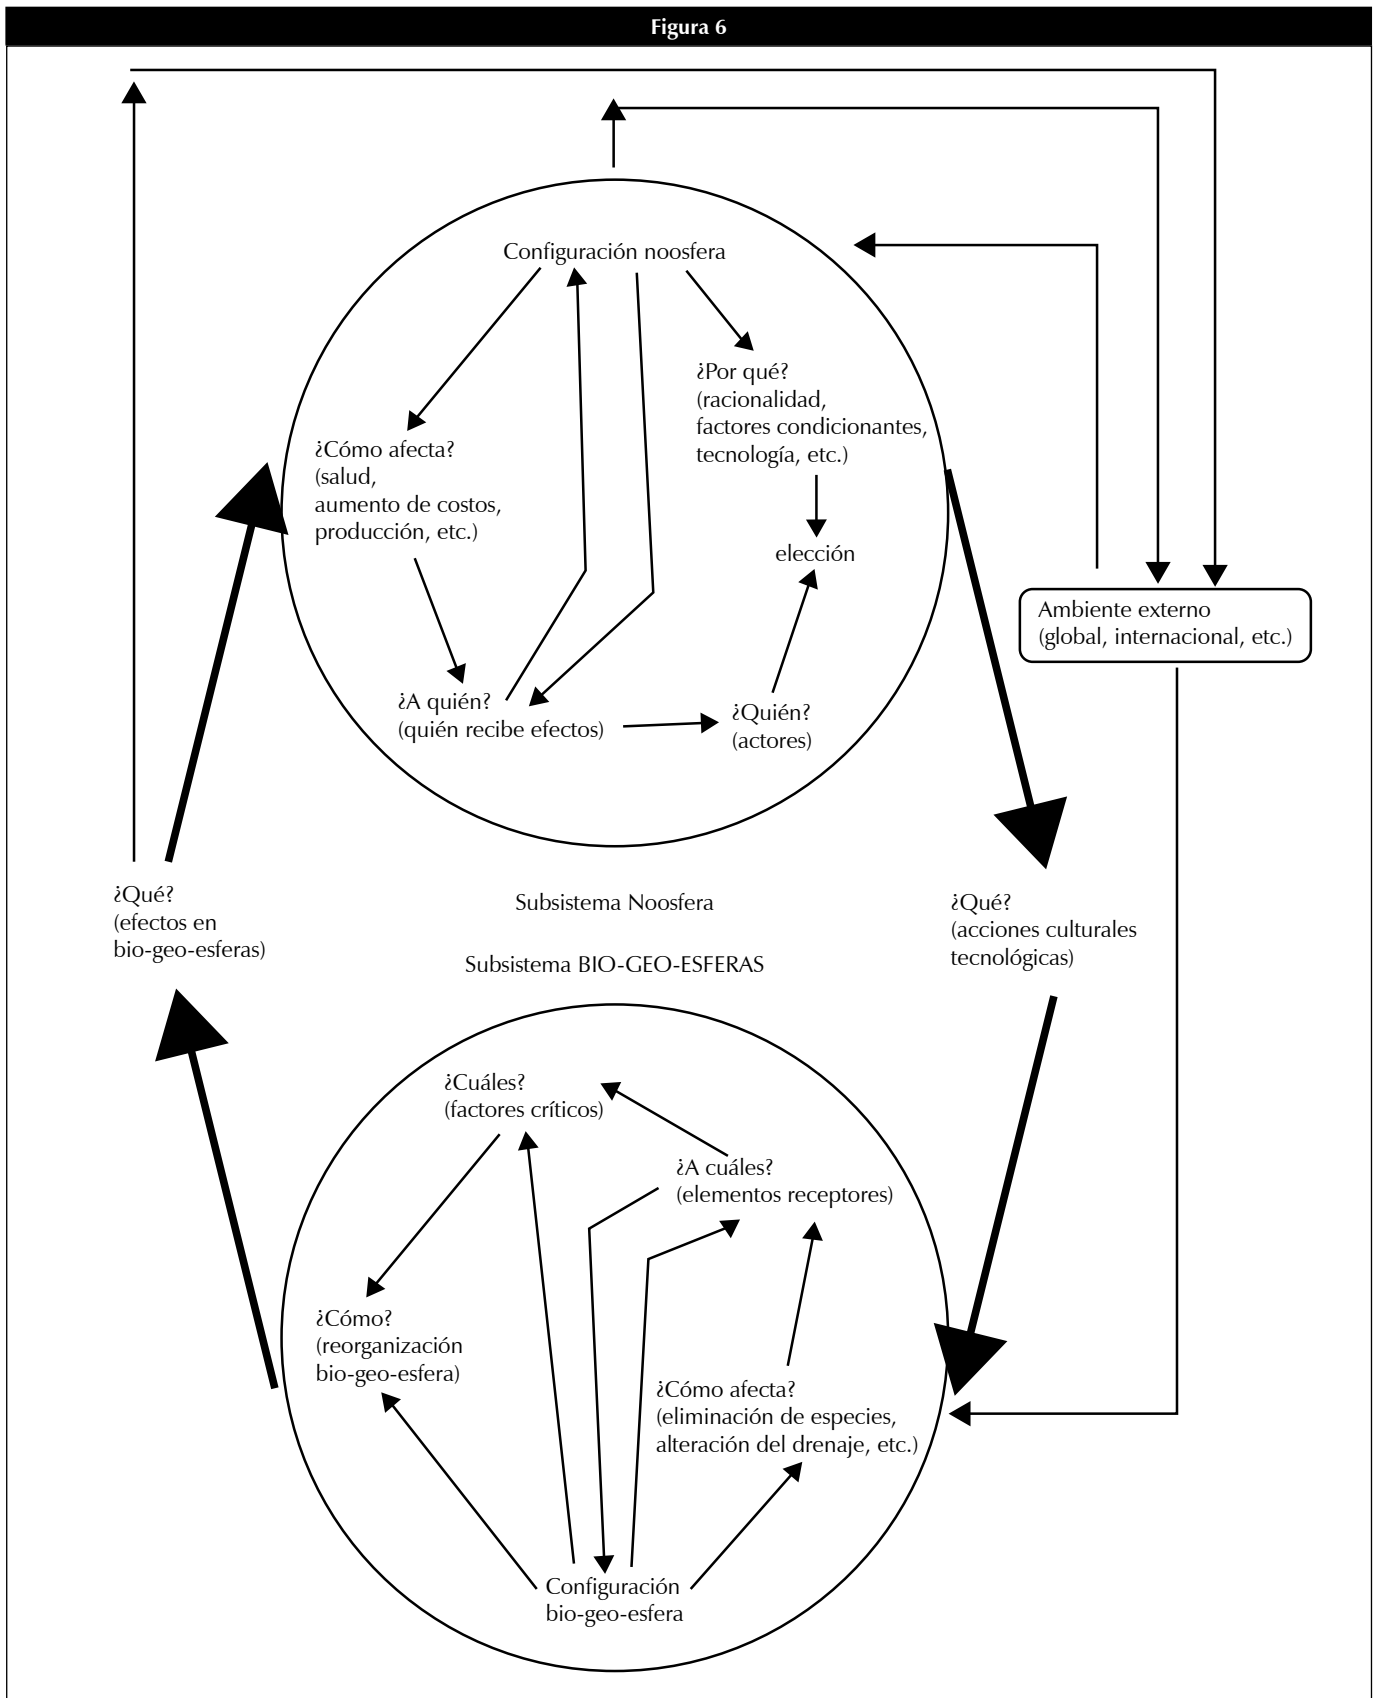 Figura 6
Configuración noosfera
¿Por qué?
(racionalidad,
factores condicionantes,
tecnología, etc.)
¿Cómo afecta?
(salud,
aumento de costos,
producción, etc.)
elección
Ambiente externo
(global, internacional, etc.)
¿A quién?
(quién recibe efectos)
¿Quién?
(actores)
¿Qué?
(efectos en
bio-geo-esferas)
Subsistema Noosfera
¿Qué?
(acciones culturales
tecnológicas)
Subsistema BIO-GEO-ESFERAS
¿Cuáles?
(factores críticos)
¿A cuáles?
(elementos receptores)
¿Cómo?
(reorganización
bio-geo-esfera)
¿Cómo afecta?
(eliminación de especies,
alteración del drenaje, etc.)
Configuración
bio-geo-esfera